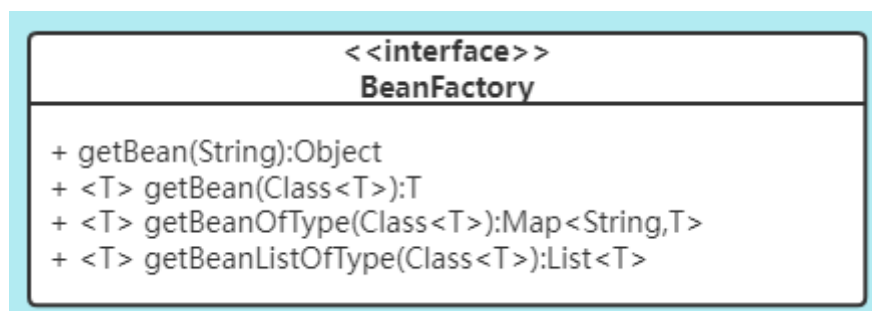 <<interface>>
BeanFactory
+ getBean(String):Object
+ <T> getBean(Class<T>):T
+ <T> getBeanOfType(Class<T>):Map<String,T>
+ <T> getBeanListOfType(Class<T>):List<T>